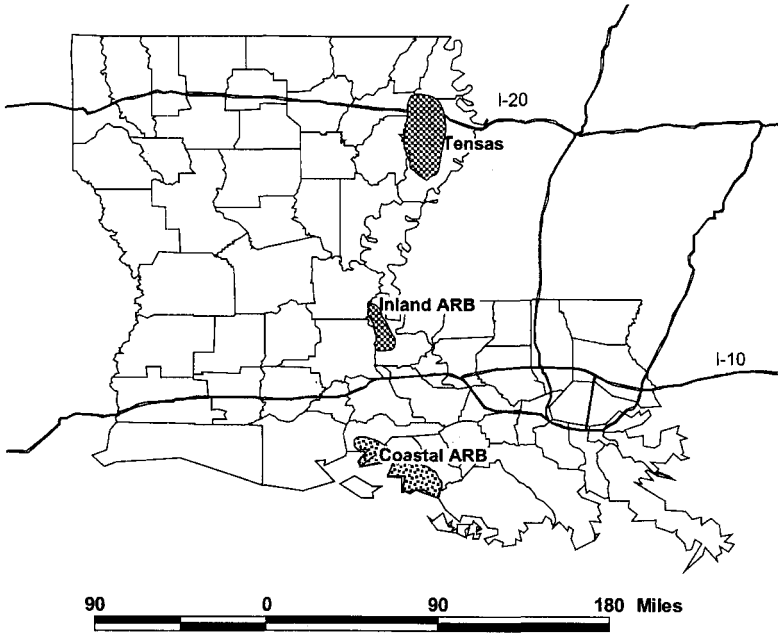 I-20
Tensas
Inland ARB
I-10
Coastal ARB
90 0 90 180 Miles